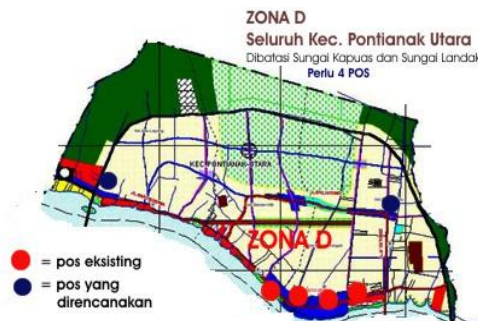 ZONA D
Seluruh Kec. Pontianak Utara
Dibatasi Sungai Kapuas dan Sungai Landak
Perlu 4 POS
KEC PONTIANAK UTARA
ZONA D
= pos eksisting
= pos yang
direncanakan